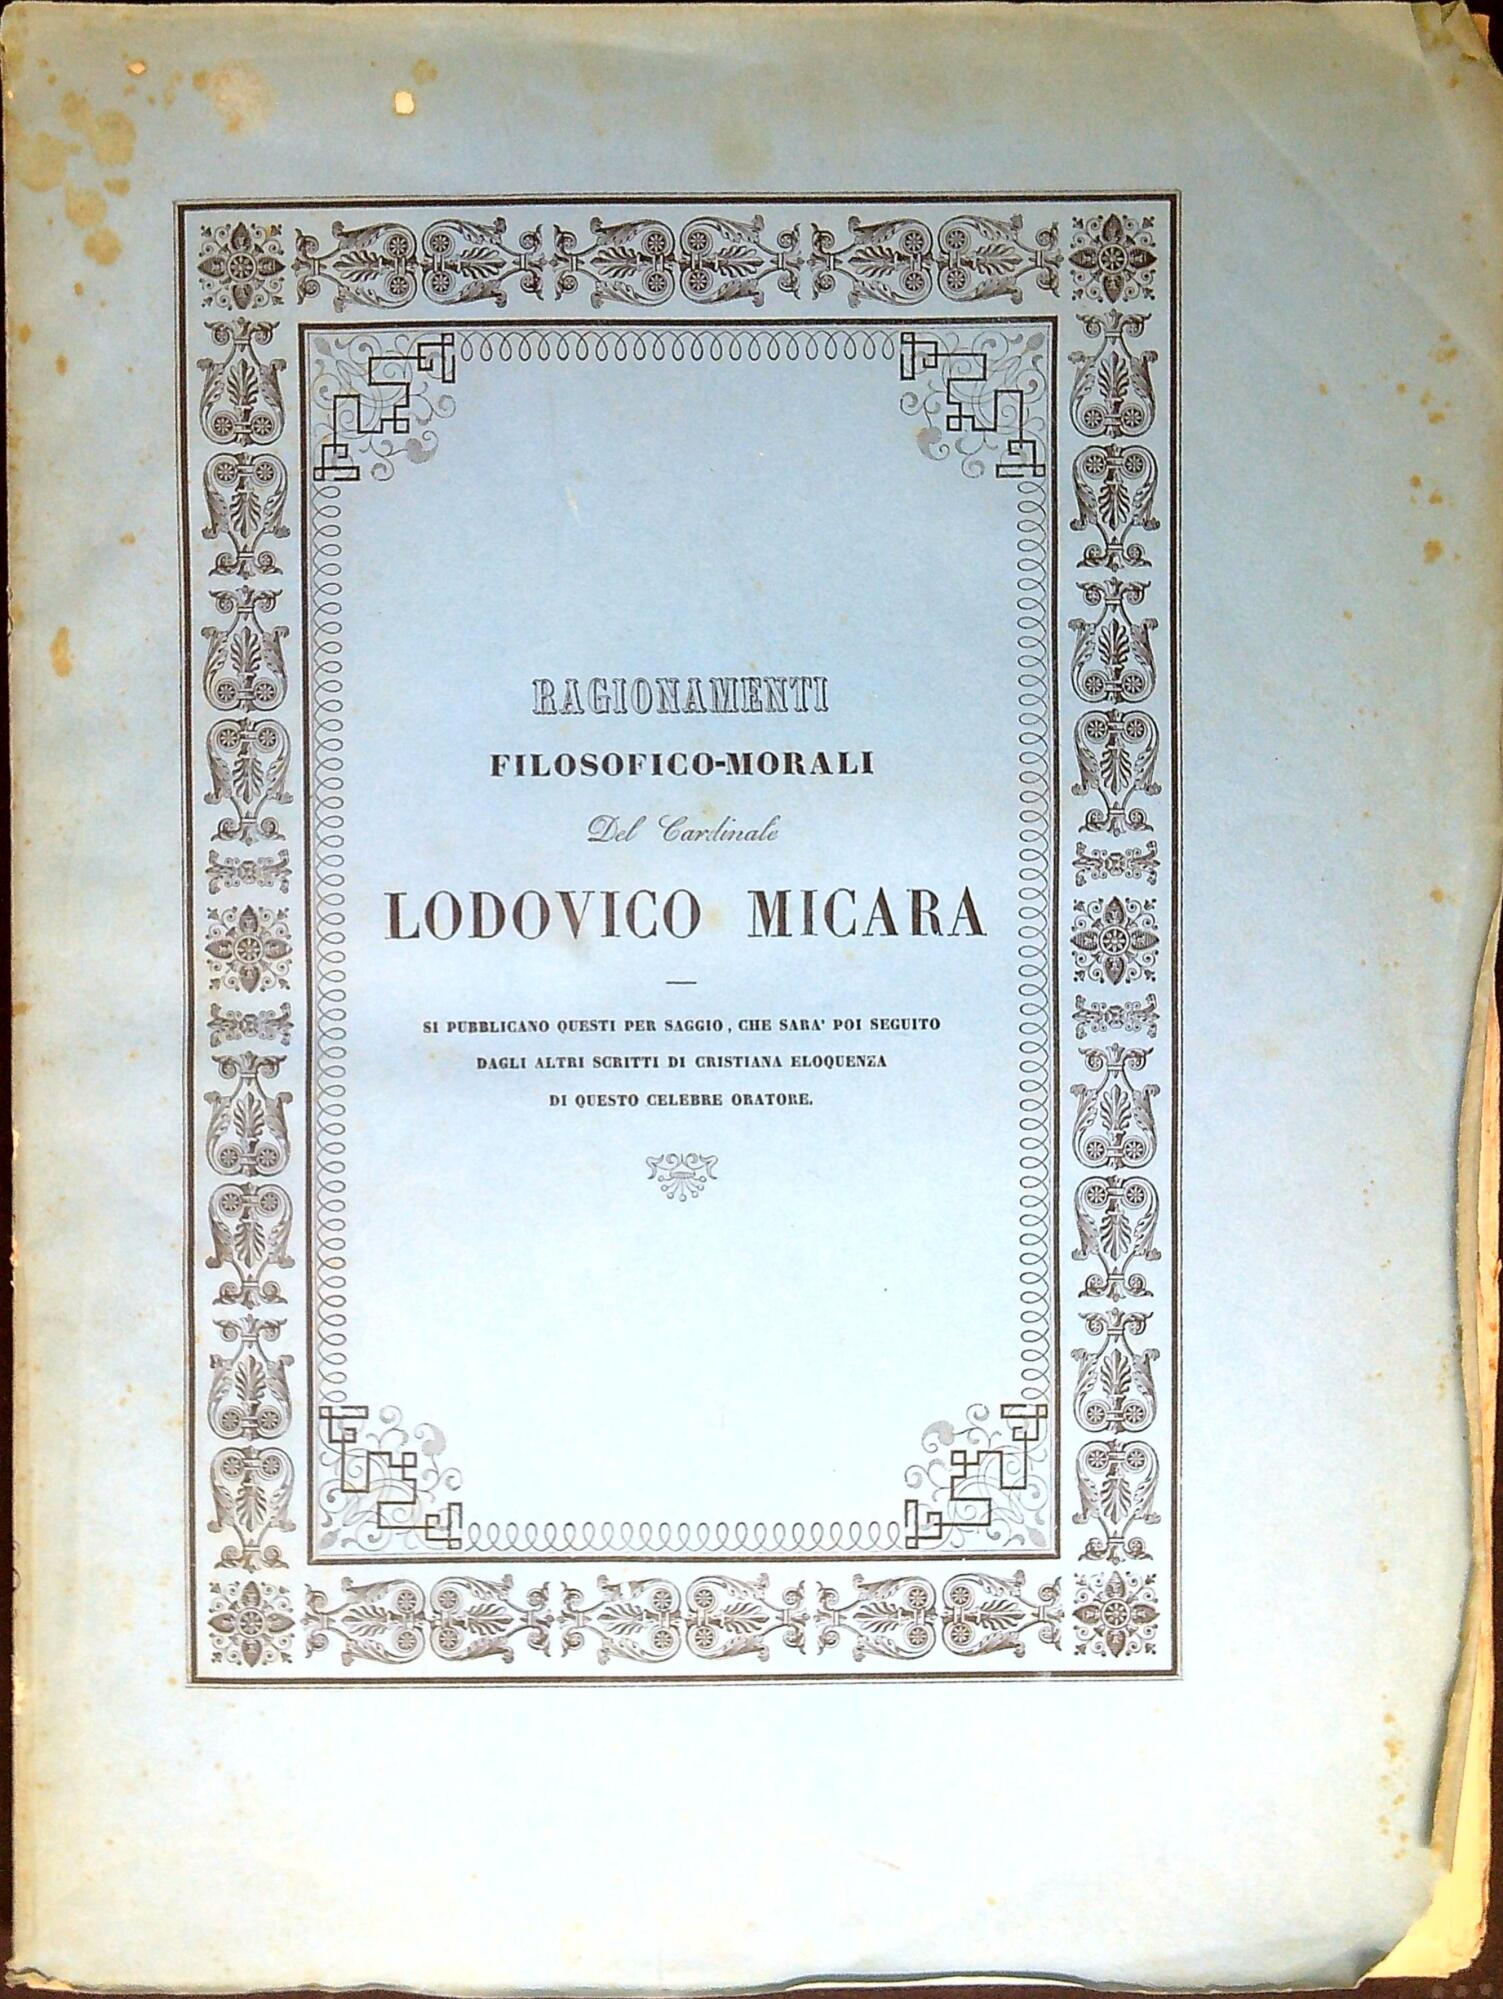 RAGIONAMENTI
FILOSOFICO-MORALI
Del Cardinale
LODOVICO MICARA
SI PUBBLICANO QUESTI PER SAGGIO, CHE SARA' POI SEGUITO
DAGLI ALTRI SCRITTI DI CRISTIANA ELOQUENZA
DI QUESTO CELEBRE ORATORE.